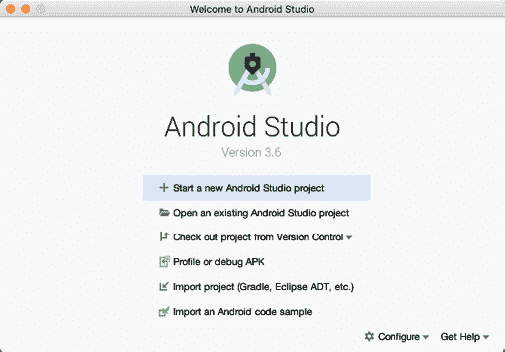 Welcome to Android Studio
Android Studio
Version 3.6
Start a new Android Studio project
Open an existing Android Studio project
Check out project from Version Control
Profile or debug APK
Import project (Gradle, Eclipse ADT, etc.)
Import an Android code sample
Configure Get Help